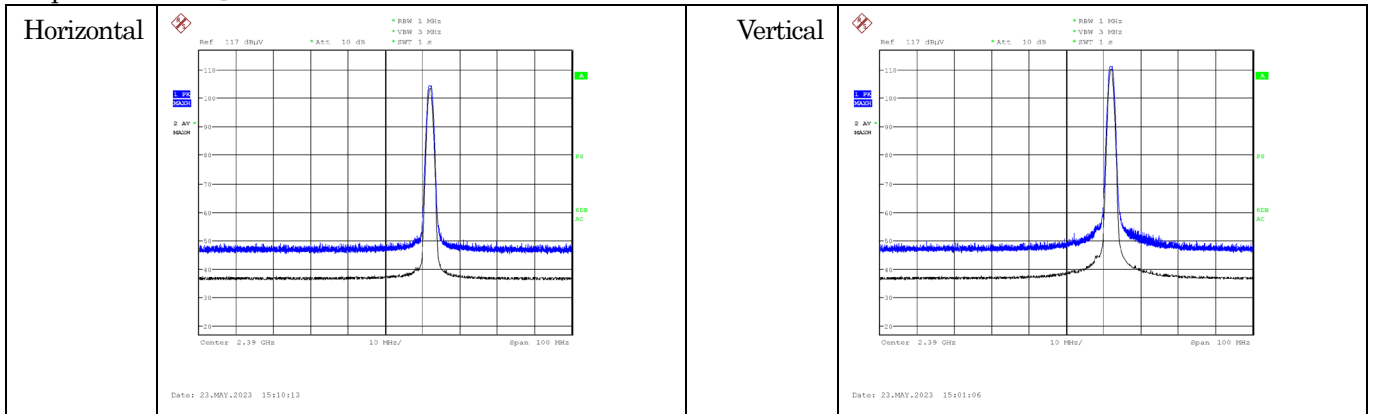 Horizontal
* RBW 1 MHz
* VBW 3 MHz
Ref 117 dBµV * Att 10 dB * SWT 1 s
110
A
1 PK
MAXH
100
2 AV *
MAXH
90
80
PS
70
6DB
AC
60
50
40
30
20
Center 2.39 GHz 10 MHz/ Span 100 MHz
Date: 23.MAY.2023 15:10:13
Vertical
* RBW 1 MHz
* VBW 3 MHz
Ref 117 dBµV * Att 10 dB * SWT 1 s
110
A
1 PK
MAXH
100
2 AV *
MAXH
90
80
PS
70
6DB
AC
60
50
40
30
20
Center 2.39 GHz 10 MHz/ Span 100 MHz
Date: 23.MAY.2023 15:01:06